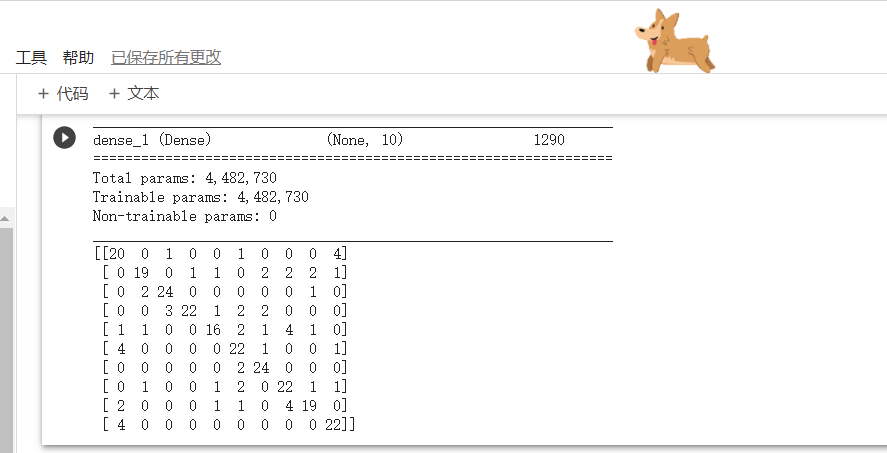 工具 帮助 已保存所有更改
+ 代码 + 文本
dense_1 (Dense) (None, 10) 1290
=================================================================
Total params: 4,482,730
Trainable params: 4,482,730
Non-trainable params: 0
[[20 0 1 0 0 1 0 0 0 4]
[ 0 19 0 1 1 0 2 2 2 1]
[ 0 2 24 0 0 0 0 0 1 0]
[ 0 0 3 22 1 2 2 0 0 0]
[ 1 1 0 0 16 2 1 4 1 0]
[ 4 0 0 0 0 22 1 0 0 1]
[ 0 0 0 0 0 2 24 0 0 0]
[ 0 1 0 0 1 2 0 22 1 1]
[ 2 0 0 0 1 1 0 4 19 0]
[ 4 0 0 0 0 0 0 0 0 22]]